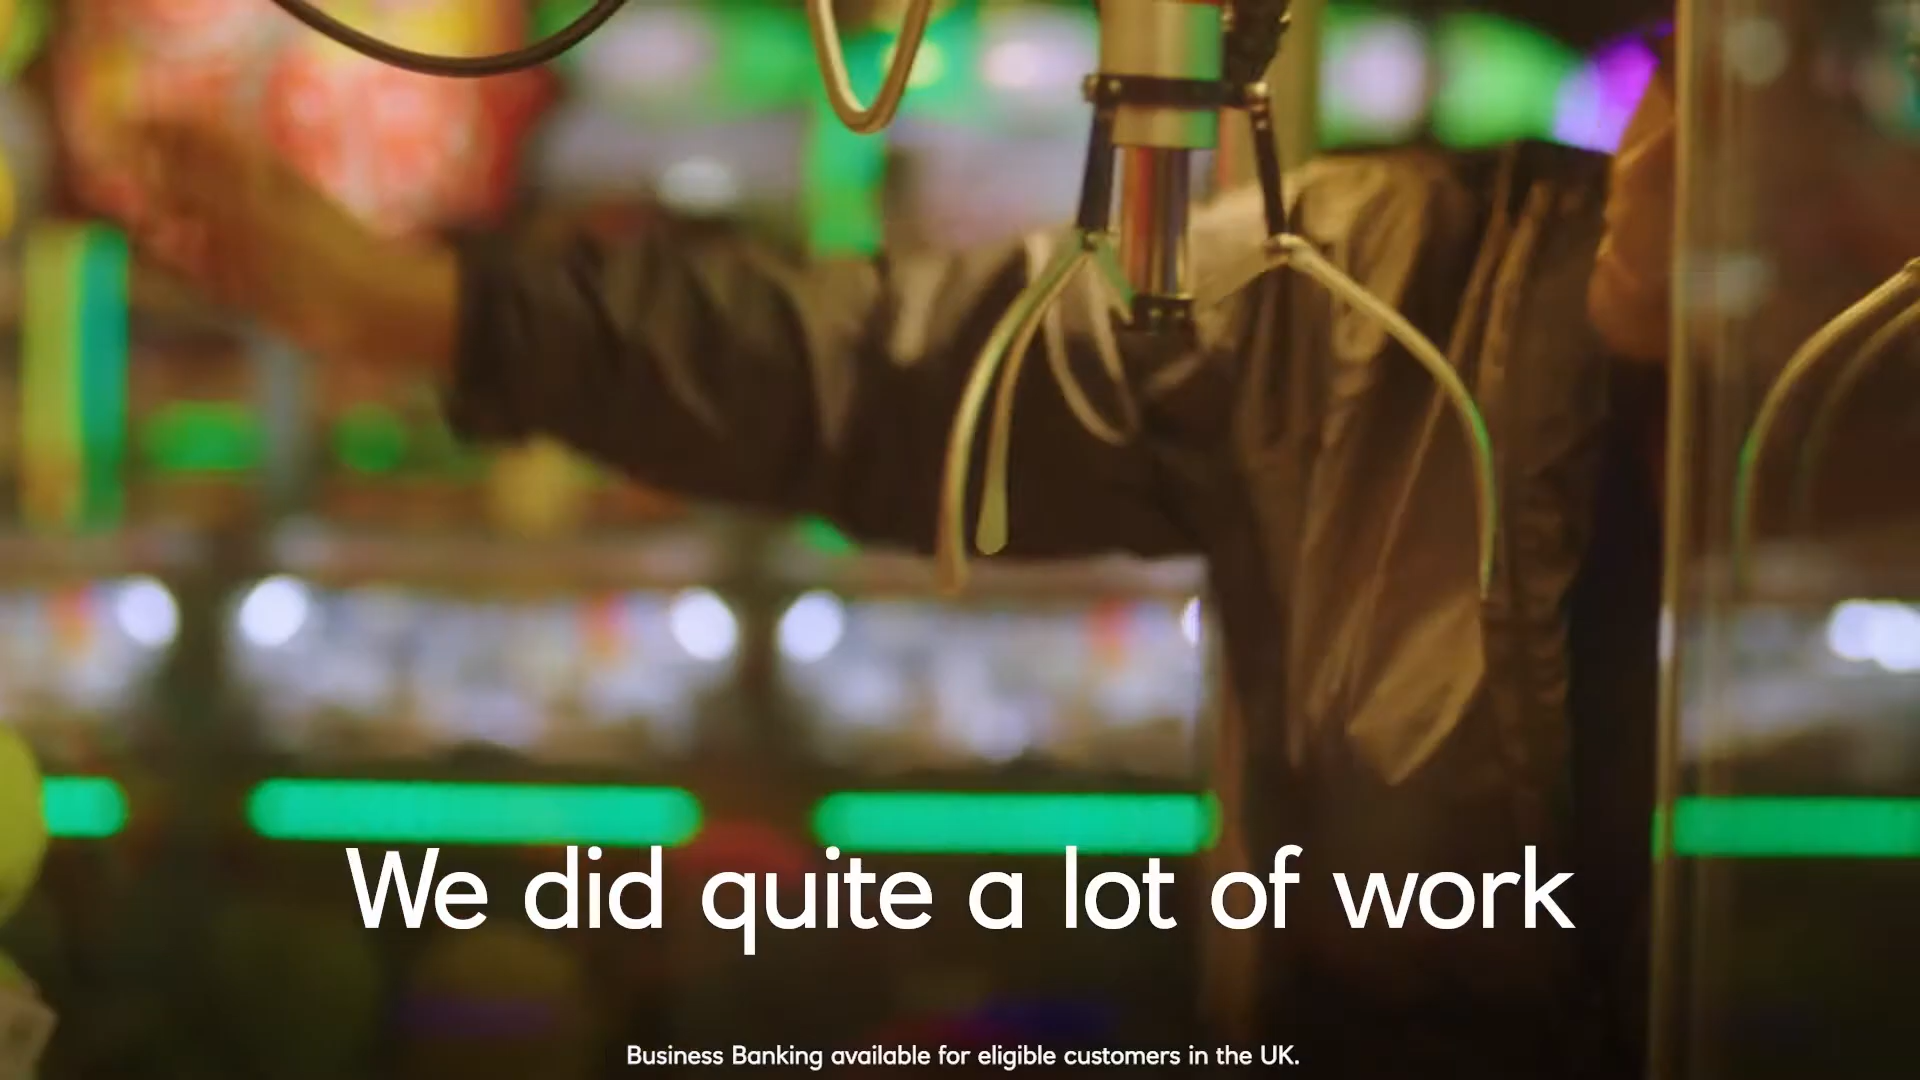 We did quite a lot of work
Business Banking available for eligible customers in the UK.